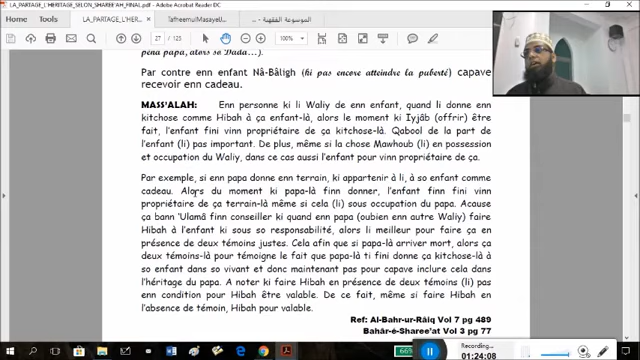 LA_PARTAGE_L'HERITAGE_SELON_SHAREE'AH_FINAL.pdf - Adobe Acrobat Reader DC
Home Tools LA_PARTAGE_L'HER... TafheemulMasayeU... الموسوعة الفقهية ...
27 / 125 100%
pena papa, alors so Dada...).
Par contre enn enfant Nâ-Bâligh (ki pas encore atteindre la puberté) capave
recevoir enn cadeau.
MASS'ALAH: Enn personne ki li Waliy de enn enfant, quand li donne enn
kitchose comme Hibah à ça enfant-là, alors le moment ki Iyjâb (offrir) être
fait, l'enfant fini vinn propriétaire de ça kitchose-là. Qabool de la part de
l'enfant (li) pas important. De plus, même si la chose Mawhoub (li) en possession
et occupation du Waliy, dans ce cas aussi l'enfant pour vinn propriétaire de ça.
Par exemple, si enn papa donne enn terrain, ki appartenir à li, à so enfant comme
cadeau. Alors du moment ki papa-là finn donner, l'enfant finn fini vinn
propriétaire de ça terrain-là même si cela (li) sous occupation du papa. Acause
ça bann 'Ulamâ finn conseiller ki quand enn papa (oubien enn autre Waliy) faire
Hibah à l'enfant ki sous so responsabilité, alors li meilleur pour faire ça en
présence de deux témoins justes. Cela afin que si papa-là arriver mort, alors ça
deux témoins-là pour témoigne le fait que papa-là ti fini donne ça kitchose-là à
so enfant dans so vivant et donc maintenant pas pour capave inclure cela dans
l'héritage du papa. A noter ki faire Hibah en présence de deux témoins (li) pas
enn condition pour Hibah être valable. De ce fait, même si faire Hibah en
l'absence de témoin, Hibah pour valable.
Ref: Al-Bahr-ur-Râiq Vol 7 pg 489
Bahâr-é-Sharee'at Vol 3 pg 77
Recording...
01:24:08
66%